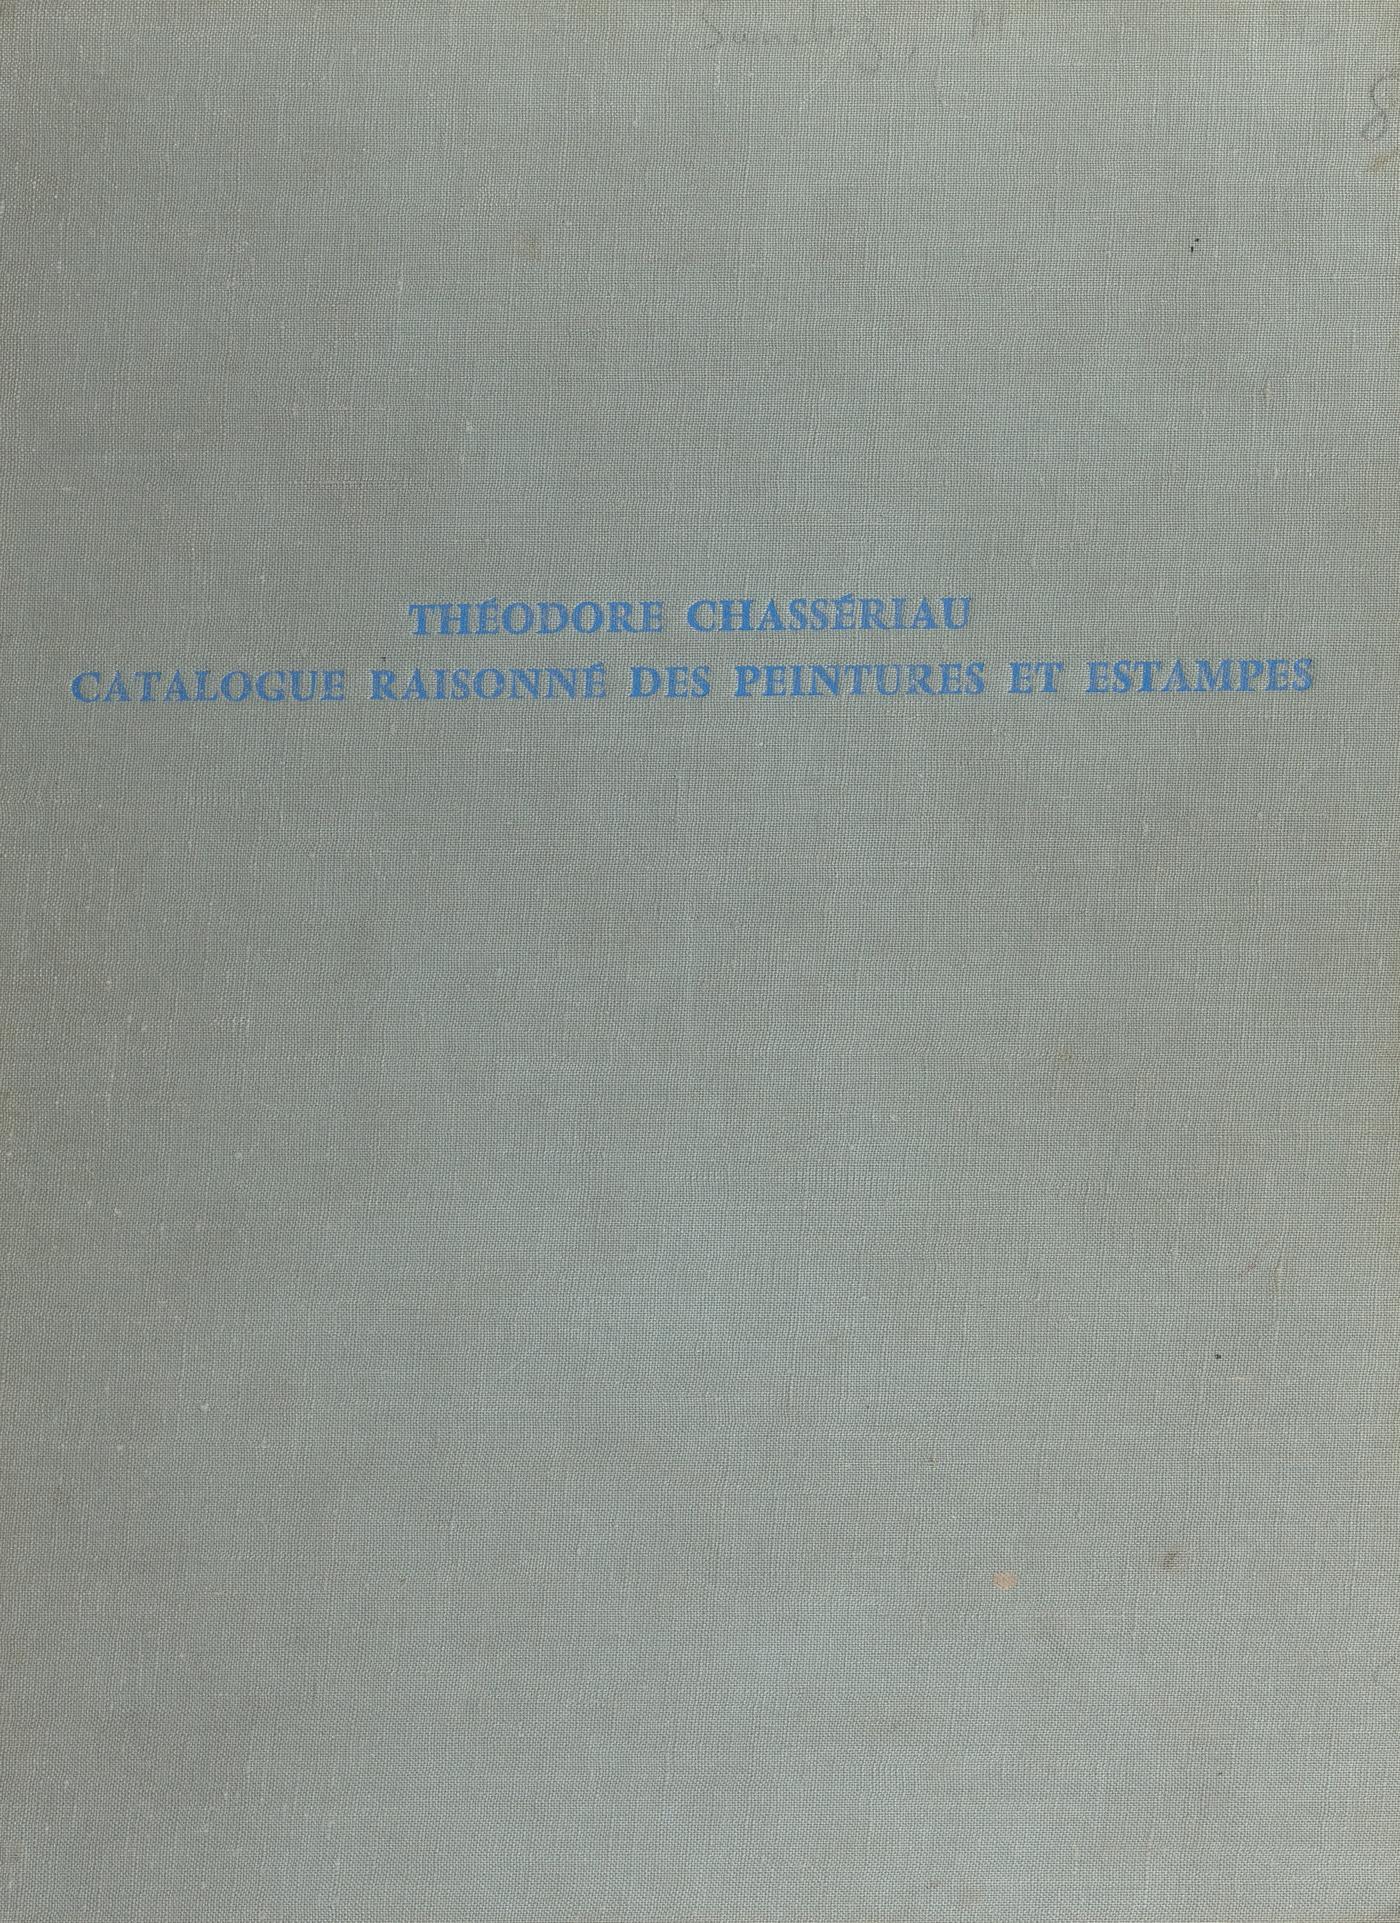 THÉODORE CHASSÉRIAU
CATALOGUE RAISONNÉ DES PEINTURES ET ESTAMPES